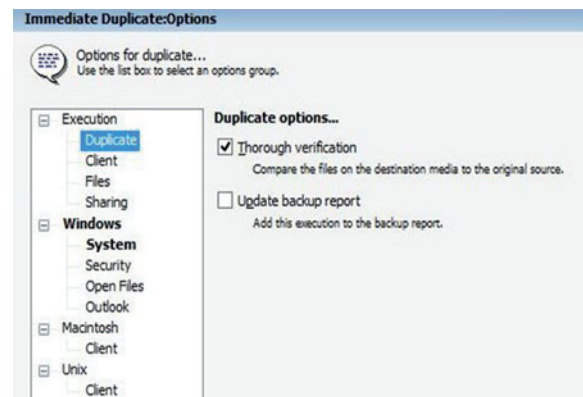 Immediate Duplicate:Options
Options for duplicate...
Use the list box to select an options group.
Execution
Duplicate
Client
Files
Sharing
Windows
System
Security
Open Files
Outlook
Macintosh
Client
Unix
Client
Duplicate options...
Thorough verification
Compare the files on the destination media to the original source.
Update backup report
Add this execution to the backup report.